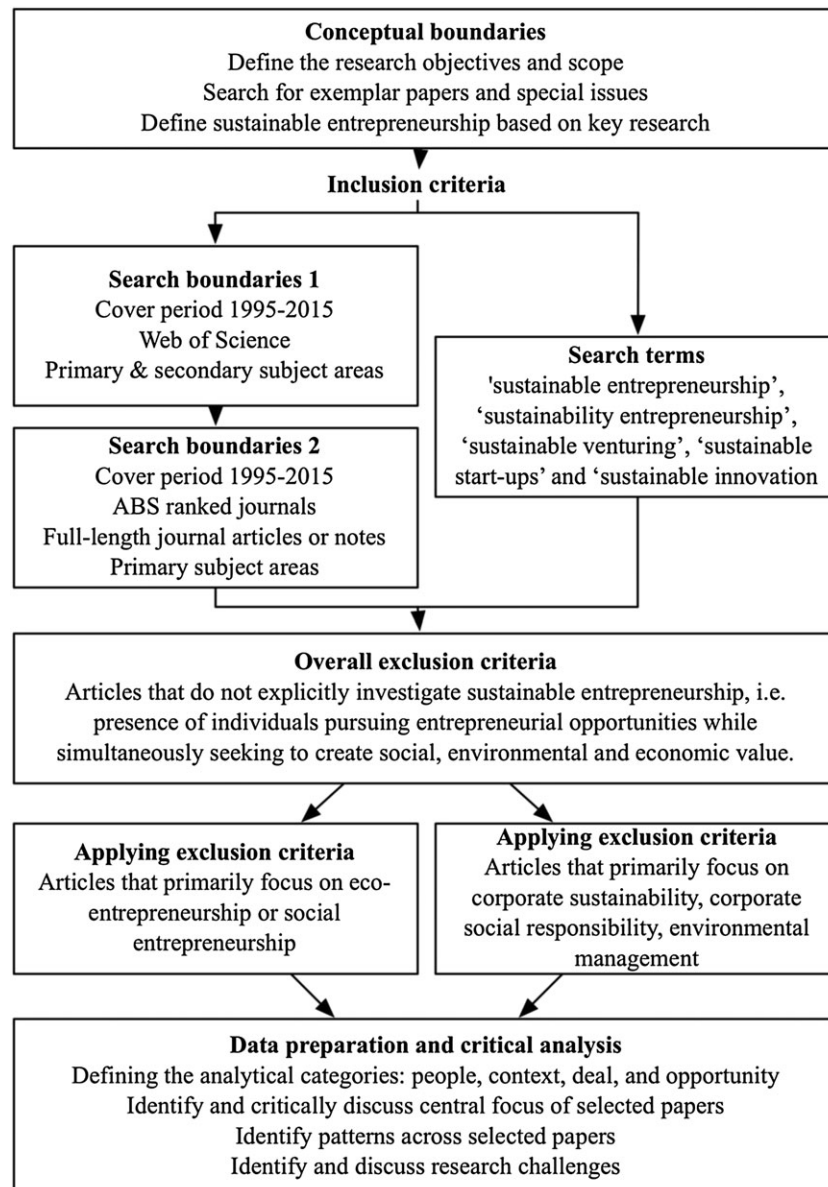 Conceptual boundaries
Define the research objectives and scope
Search for exemplar papers and special issues
Define sustainable entrepreneurship based on key research
Inclusion criteria
Search boundaries 1
Cover period 1995-2015
Web of Science
Primary & secondary subject areas
Search boundaries 2
Cover period 1995-2015
ABS ranked journals
Full-length journal articles or notes
Primary subject areas
Search terms
'sustainable entrepreneurship’,
‘sustainability entrepreneurship’,
‘sustainable venturing’, ‘sustainable
start-ups’ and ‘sustainable innovation
Overall exclusion criteria
Articles that do not explicitly investigate sustainable entrepreneurship, i.e.
presence of individuals pursuing entrepreneurial opportunities while
simultaneously seeking to create social, environmental and economic value.
Applying exclusion criteria
Articles that primarily focus on eco-
entrepreneurship or social
entrepreneurship
Applying exclusion criteria
Articles that primarily focus on
corporate sustainability, corporate
social responsibility, environmental
management
Data preparation and critical analysis
Defining the analytical categories: people, context, deal, and opportunity
Identify and critically discuss central focus of selected papers
Identify patterns across selected papers
Identify and discuss research challenges